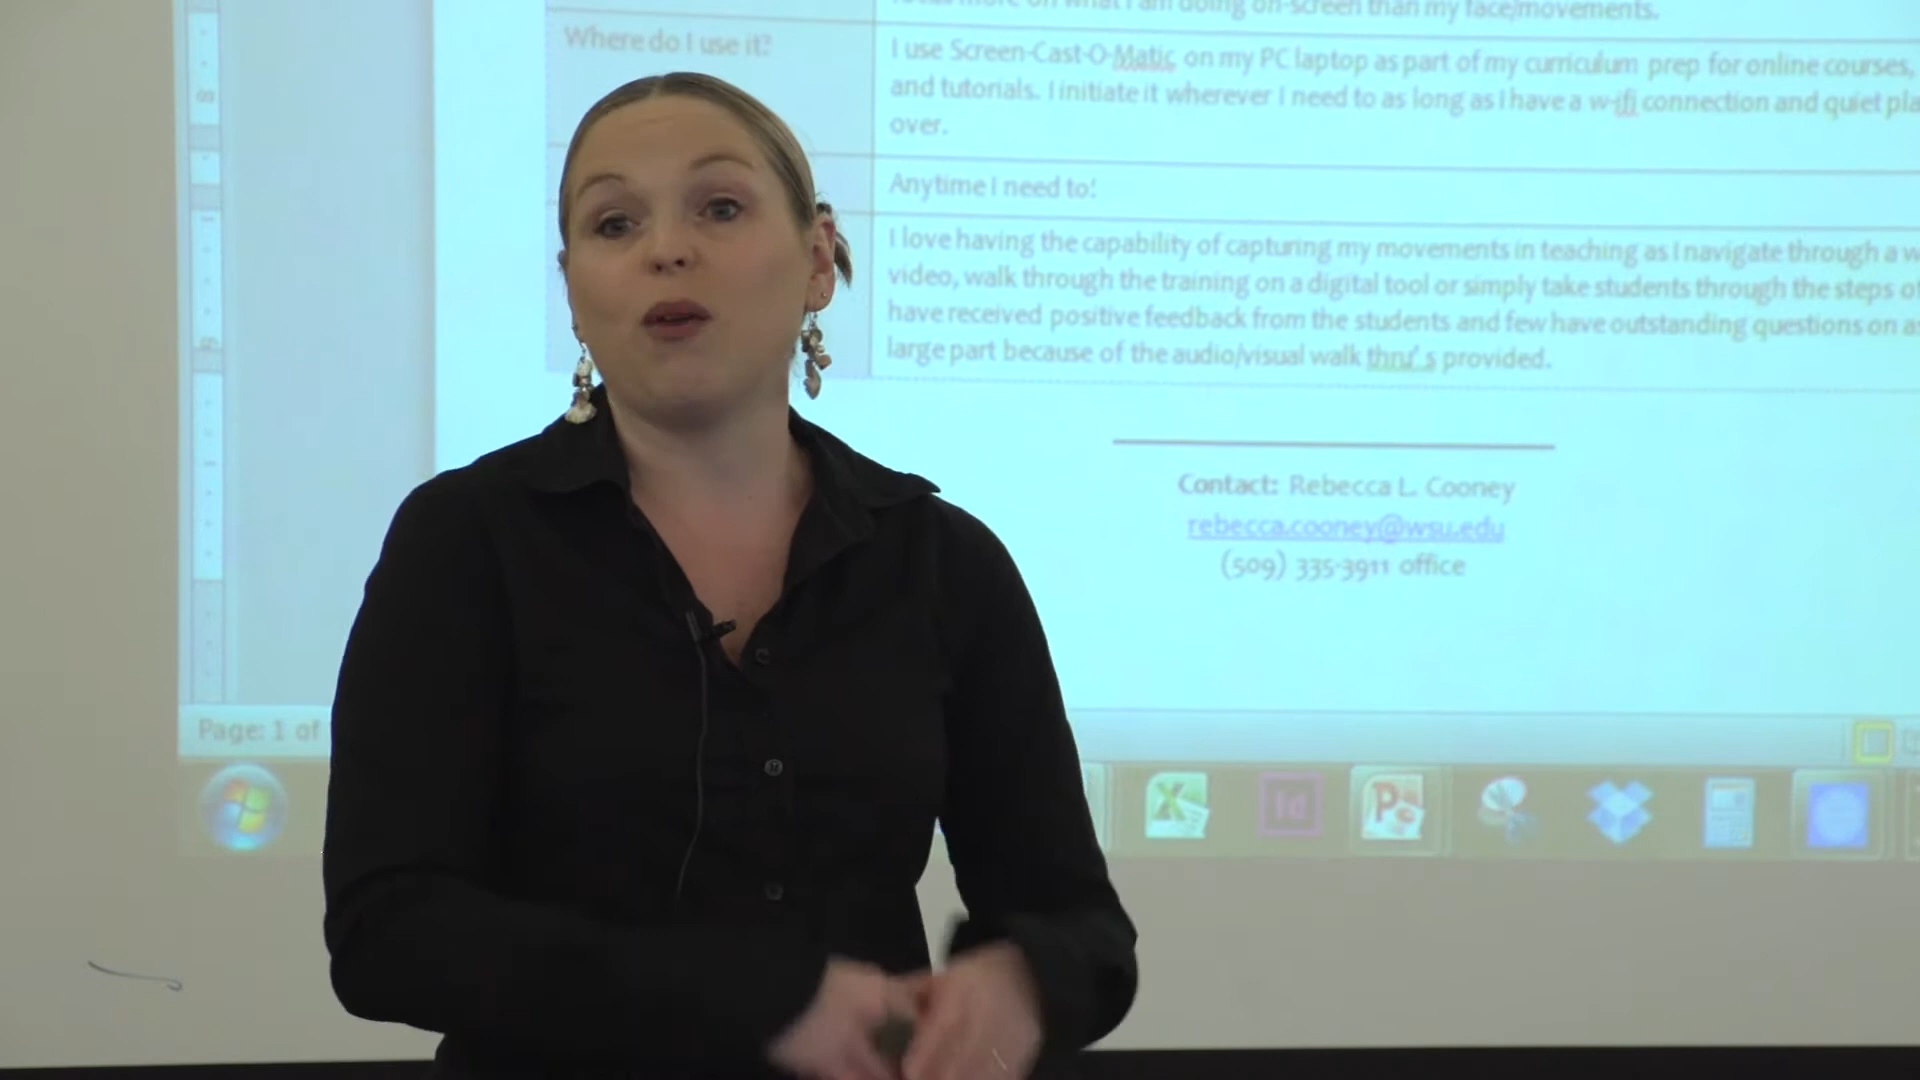 focus more on what I am doing on-screen than my face/movements.
Where do I use it?
I use Screen-Cast-O-Matic on my PC laptop as part of my curriculum prep for online courses,
and tutorials. I initiate it wherever I need to as long as I have a w-ifi connection and quiet
over.
Anytime I need to!
I love having the capability of capturing my movements in teaching as I navigate through a
video, walk through the training on a digital tool or simply take students through the steps of
have received positive feedback from the students and few have outstanding questions on
large part because of the audio/visual walk thru's provided.
Contact: Rebecca L. Cooney
rebecca.cooney@wsu.edu
(509) 335-3911 office
Page: 1 of
Id